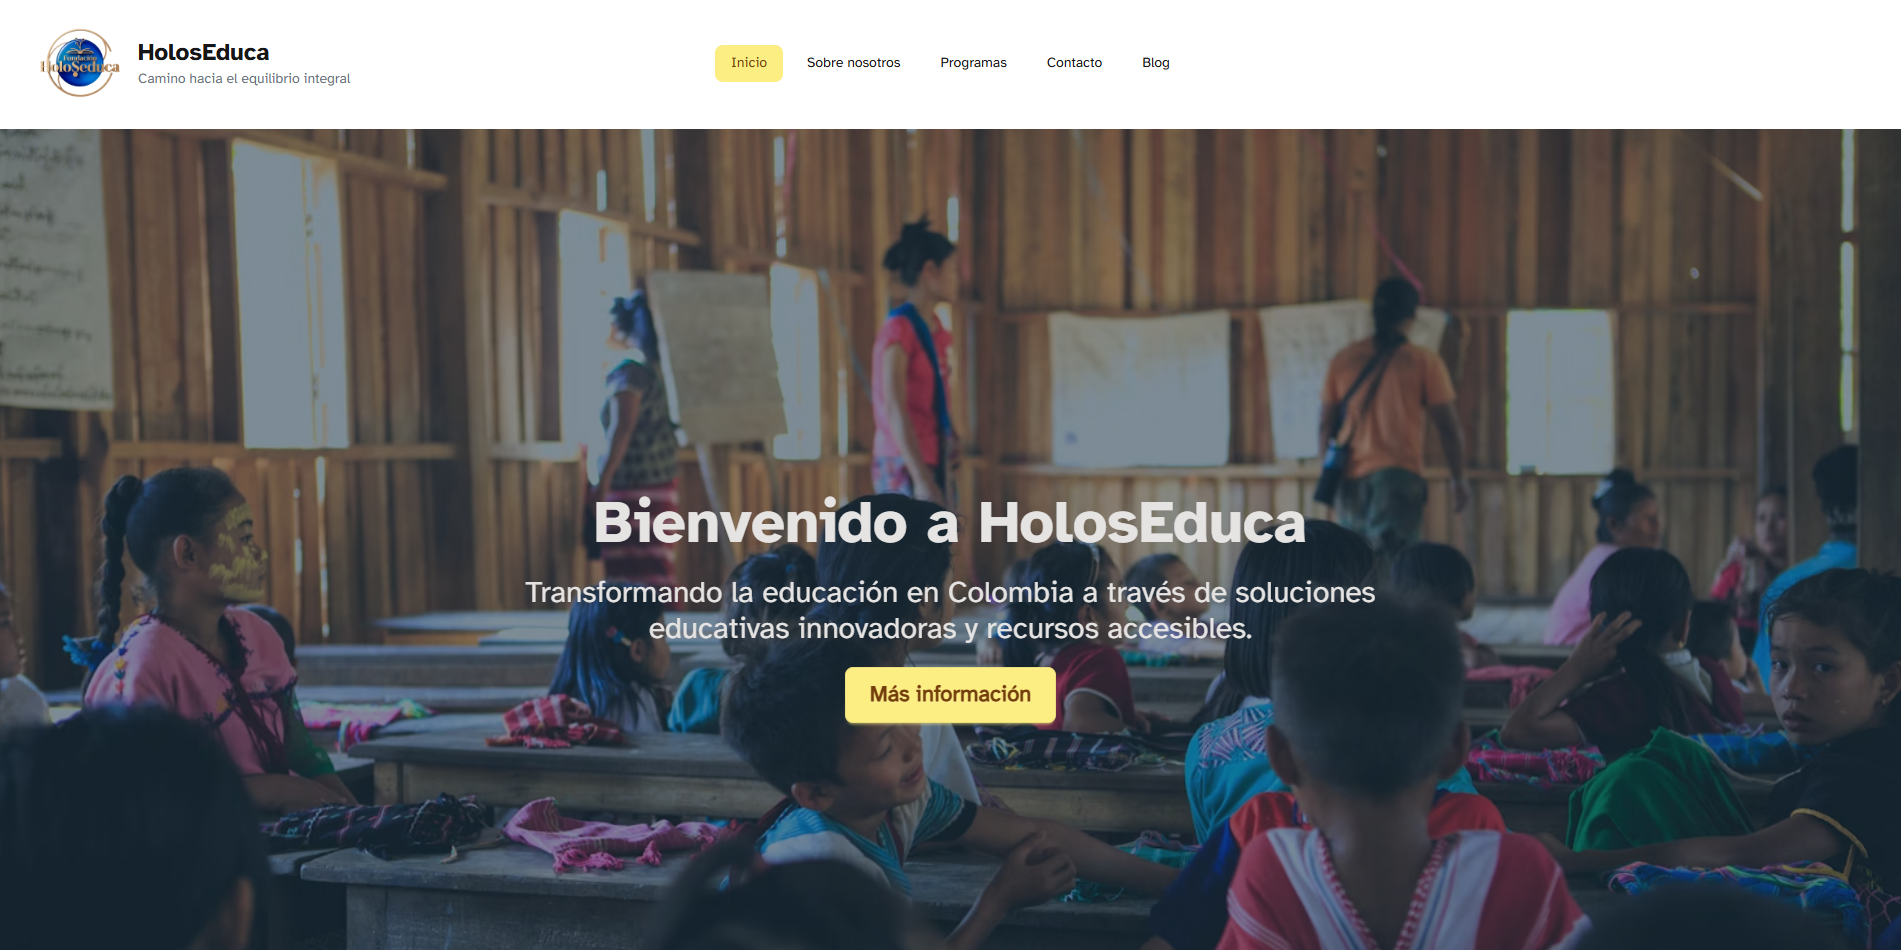 Fundación
HoloSeduca
HolosEduca
Camino hacia el equilibrio integral
Inicio
Sobre nosotros
Programas
Contacto
Blog
Bienvenido a HolosEduca
Transformando la educación en Colombia a través de soluciones
educativas innovadoras y recursos accesibles.
Más información